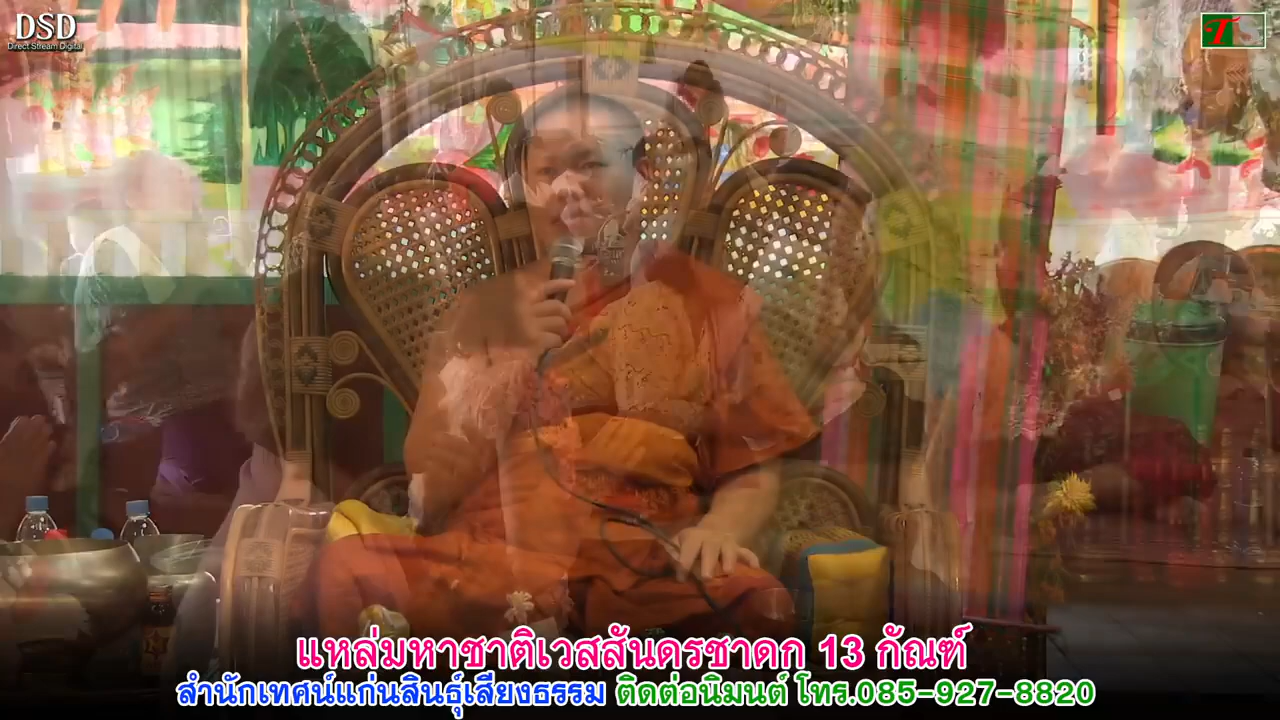 DSD
Direct Stream Digital
TS
แหล่มหาชาติเวสสันดรชาดก 13 กัณฑ์
สำนักเทศน์แก่นสินธุ์เสียงธรรม ติดต่อนิมนต์ โทร.085-927-8820